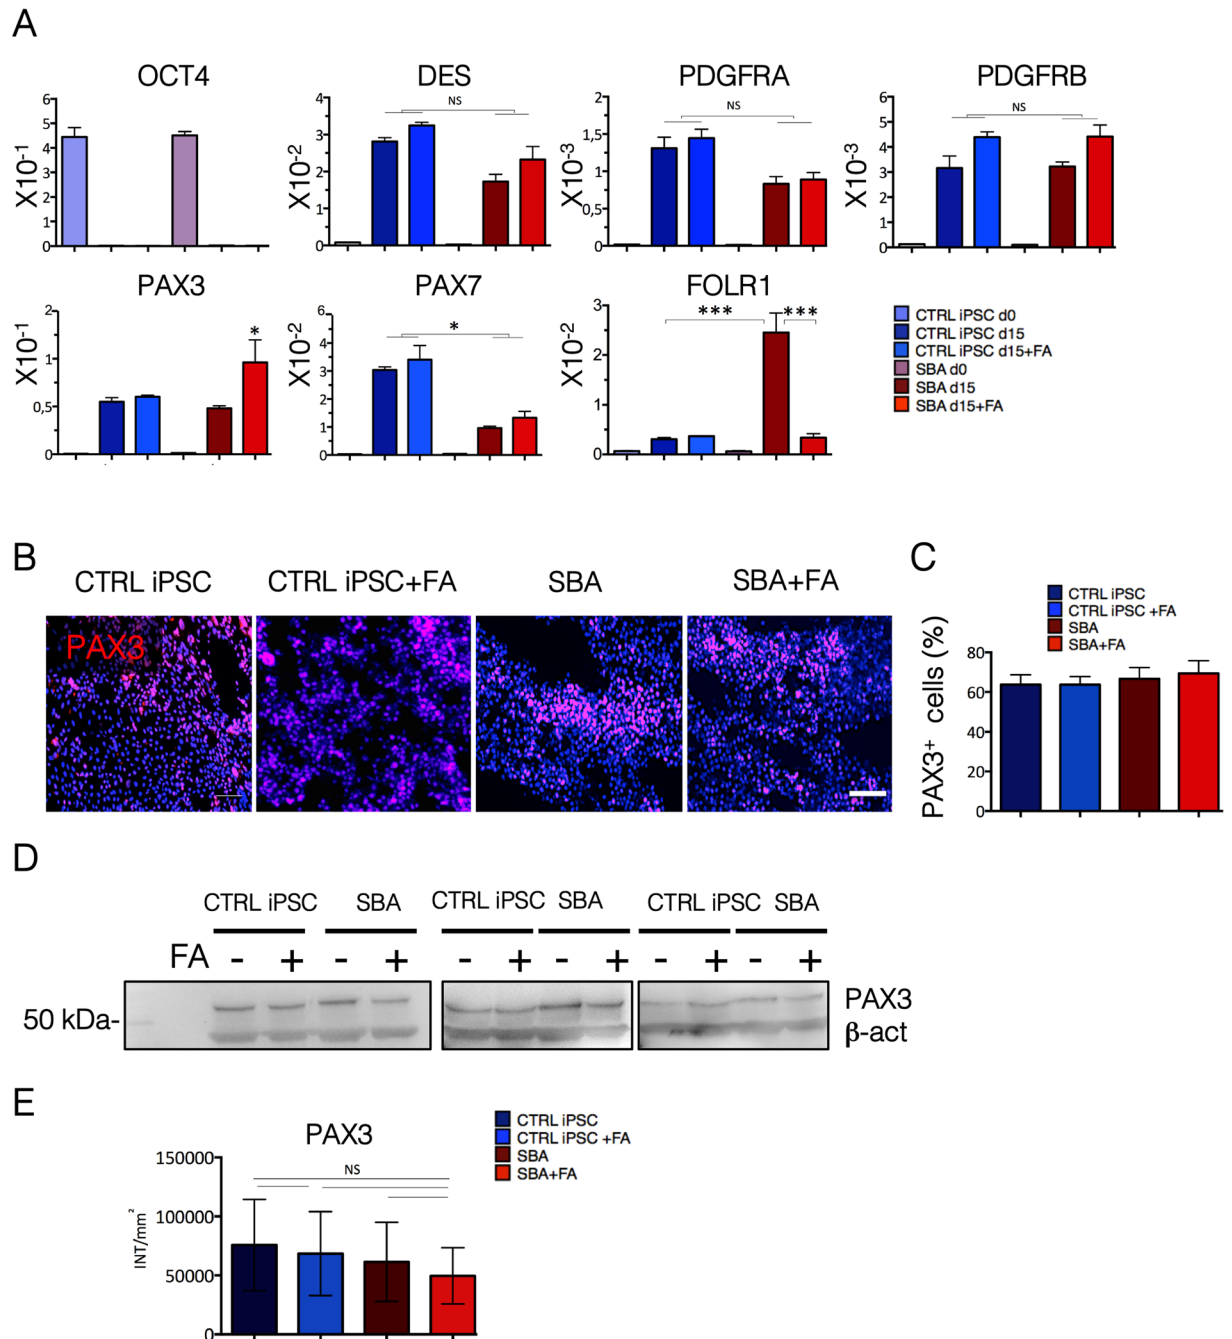 A
OCT4
DES
PDGFRA
PDGFRB
X10-1
6
5
4
3
2
1
0
X10-2
4
3
2
1
0
NS
X10-3
2
1,5
1
0,5
0
NS
X10-3
6
5
4
3
2
1
0
NS
PAX3
PAX7
FOLR1
X10-1
2
1
0,5
*
X10-2
6
4
2
1
0
*
X10-2
3
2
1
0
*** ***
CTRL iPSC d0
CTRL iPSC d15
CTRL iPSC d15+FA
SBA d0
SBA d15
SBA d15+FA
B
CTRL iPSC CTRL iPSC+FA SBA SBA+FA
PAX3
C
CTRL iPSC
CTRL iPSC +FA
SBA
SBA+FA
PAX3+ cells (%)
80
60
40
20
0
D
CTRL iPSC SBA CTRL iPSC SBA CTRL iPSC SBA
FA - + - + - + - + - + - +
50 kDa-
PAX3
β-act
E
PAX3
CTRL iPSC
CTRL iPSC +FA
SBA
SBA+FA
INT/mm²
150000
100000
50000
0
NS